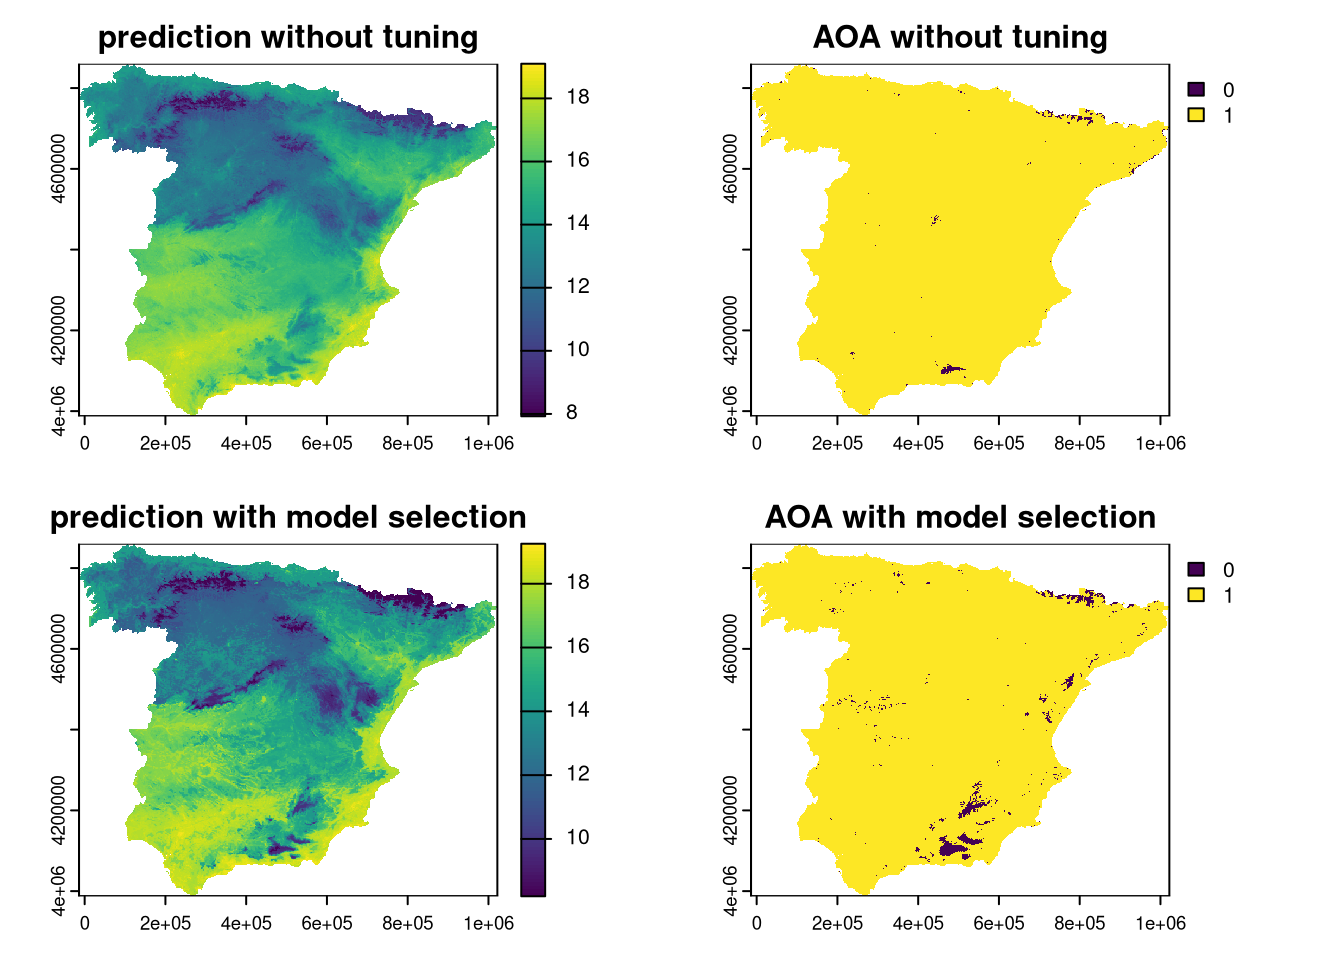 prediction without tuning
AOA without tuning
4600000
4200000
4e+06
0
2e+05
4e+05
6e+05
8e+05
1e+06
18
16
14
12
10
8
4600000
4200000
4e+06
0
2e+05
4e+05
6e+05
8e+05
1e+06
0
1
prediction with model selection
AOA with model selection
4600000
4200000
4e+06
0
2e+05
4e+05
6e+05
8e+05
1e+06
18
16
14
12
10
4600000
4200000
4e+06
0
2e+05
4e+05
6e+05
8e+05
1e+06
0
1